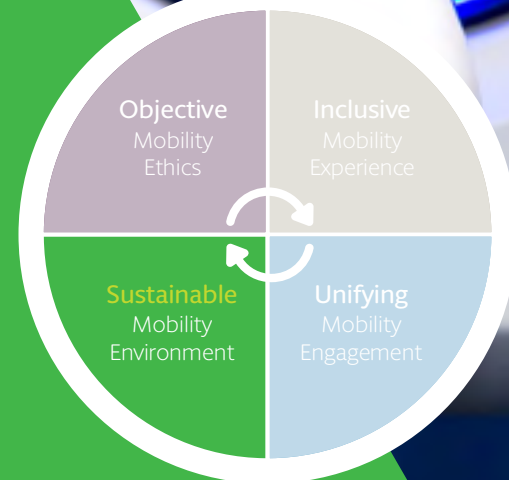 Objective
Mobility
Ethics
Inclusive
Mobility
Experience
Sustainable
Mobility
Environment
Unifying
Mobility
Engagement